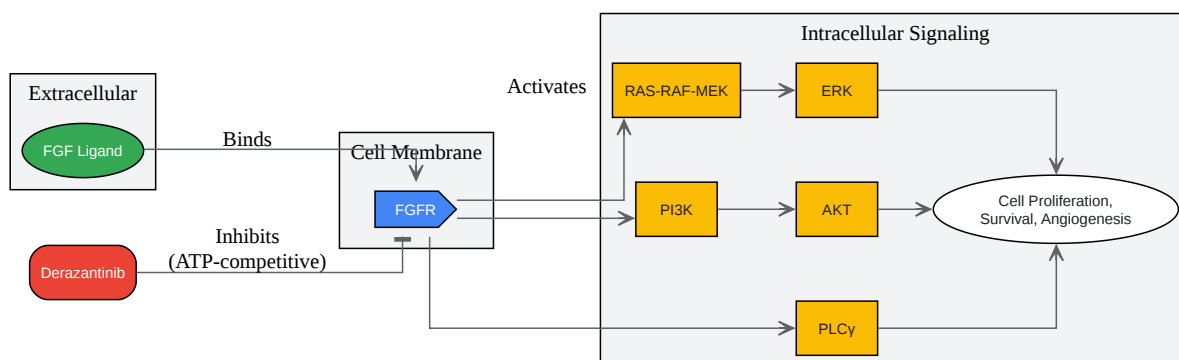 Intracellular Signaling
Extracellular
Activates
RAS-RAF-MEK
ERK
Binds
Cell Membrane
FGF Ligand
FGFR
PI3K
AKT
Cell Proliferation,
Survival, Angiogenesis
Inhibits
(ATP-competitive)
Derazantinib
PLCγ